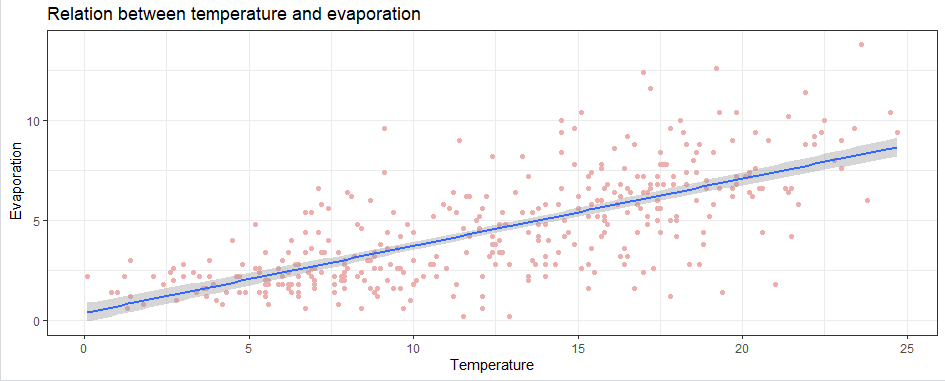 Relation between temperature and evaporation
10
5
0
Evaporation
0 5 10 15 20 25
Temperature